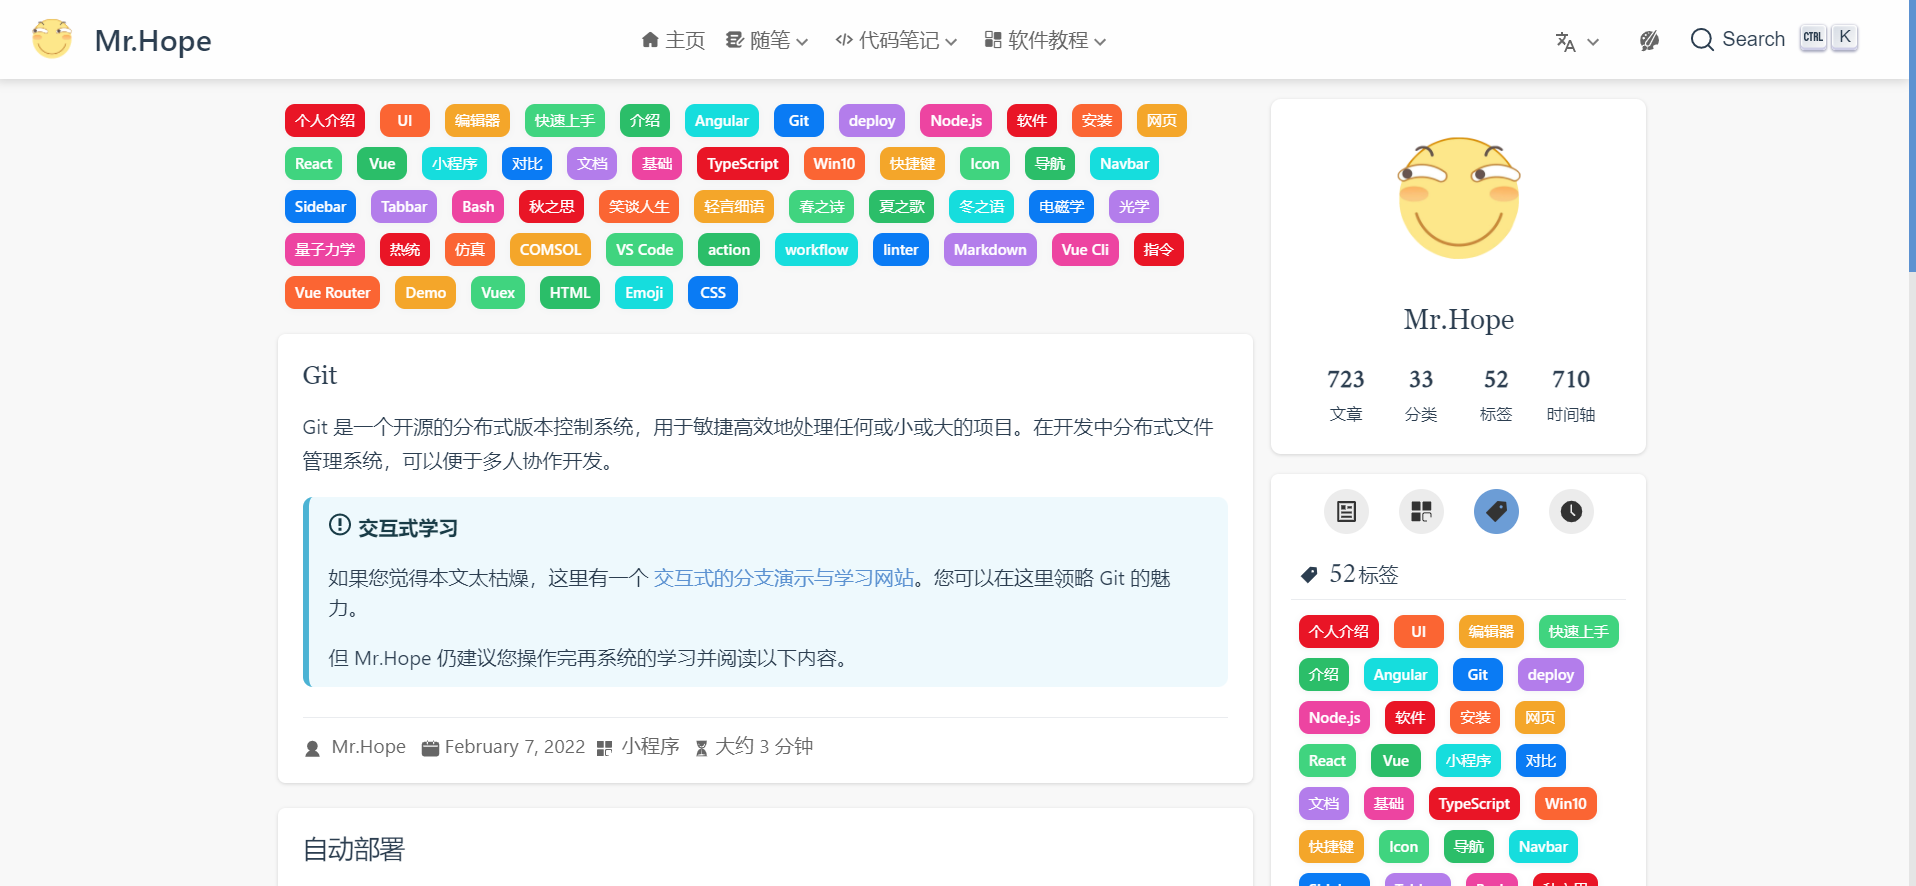 Mr.Hope
主页 随笔 代码笔记 软件教程
Search CTRL K
个人介绍 UI 编辑器 快速上手 介绍 Angular Git deploy Node.js 软件 安装 网页
React Vue 小程序 对比 文档 基础 TypeScript Win10 快捷键 Icon 导航 Navbar
Sidebar Tabbar Bash 秋之思 笑谈人生 轻言细语 春之诗 夏之歌 冬之语 电磁学 光学
量子力学 热统 仿真 COMSOL VS Code action workflow linter Markdown Vue Cli 指令
Vue Router Demo Vuex HTML Emoji CSS
Git
Git 是一个开源的分布式版本控制系统，用于敏捷高效地处理任何或小或大的项目。在开发中分布式文件
管理系统，可以便于多人协作开发。
交互式学习
如果您觉得本文太枯燥，这里有一个 交互式的分支演示与学习网站。您可以在这里领略 Git 的魅
力。
但 Mr.Hope 仍建议您操作完再系统的学习并阅读以下内容。
Mr.Hope February 7, 2022 小程序 大约 3 分钟
自动部署
Mr.Hope
723 33 52 710
文章 分类 标签 时间轴
52标签
个人介绍 UI 编辑器 快速上手
介绍 Angular Git deploy
Node.js 软件 安装 网页
React Vue 小程序 对比
文档 基础 TypeScript Win10
快捷键 Icon 导航 Navbar